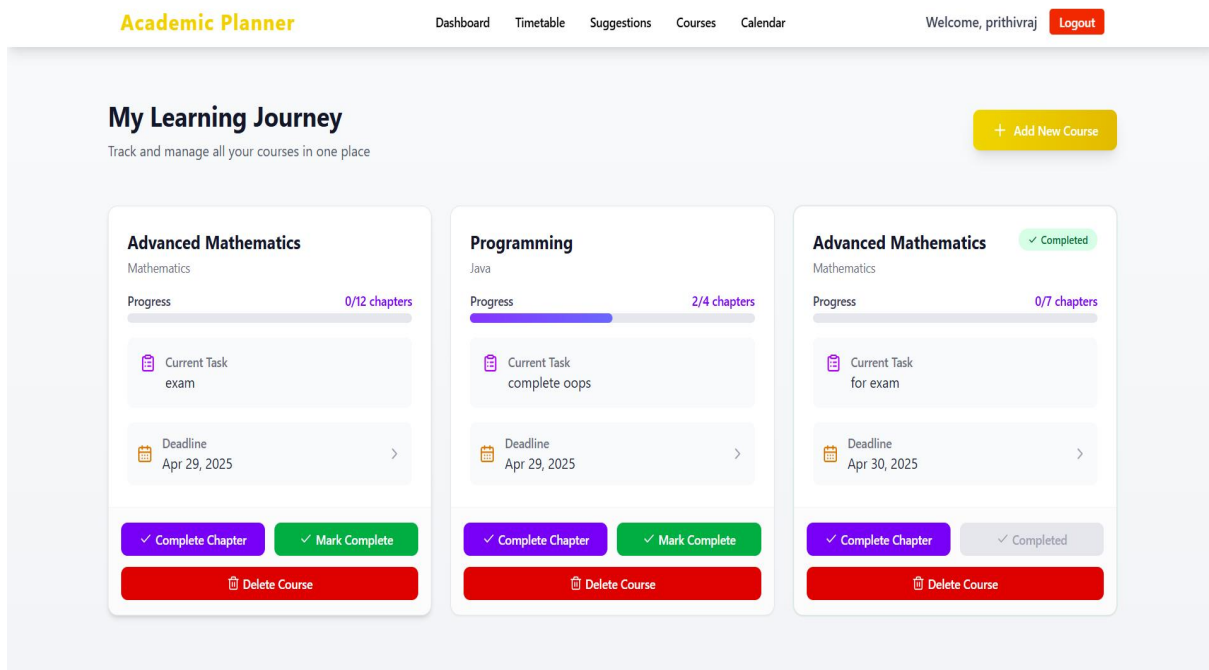 Academic Planner
Dashboard Timetable Suggestions Courses Calendar
Welcome, prithivraj Logout
My Learning Journey
Track and manage all your courses in one place
+ Add New Course
Advanced Mathematics
Mathematics
Progress 0/12 chapters
Current Task
exam
Deadline
Apr 29, 2025
✓ Complete Chapter ✓ Mark Complete
Delete Course
Programming
Java
Progress 2/4 chapters
Current Task
complete oops
Deadline
Apr 29, 2025
✓ Complete Chapter ✓ Mark Complete
Delete Course
Advanced Mathematics ✓ Completed
Mathematics
Progress 0/7 chapters
Current Task
for exam
Deadline
Apr 30, 2025
✓ Complete Chapter ✓ Completed
Delete Course